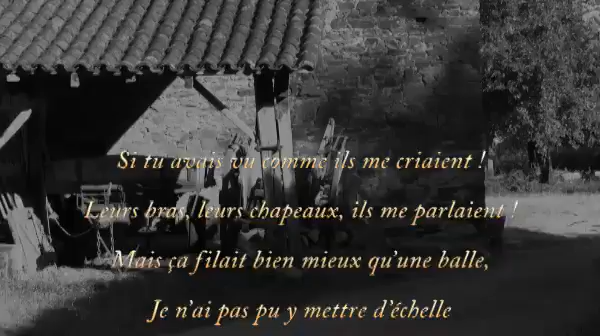 Si tu avais vu comme ils me criaient !
Leurs bras, leurs chapeaux, ils me parlaient !
Mais ça filait bien mieux qu'une balle,
Je n'ai pas pu y mettre d'échelle